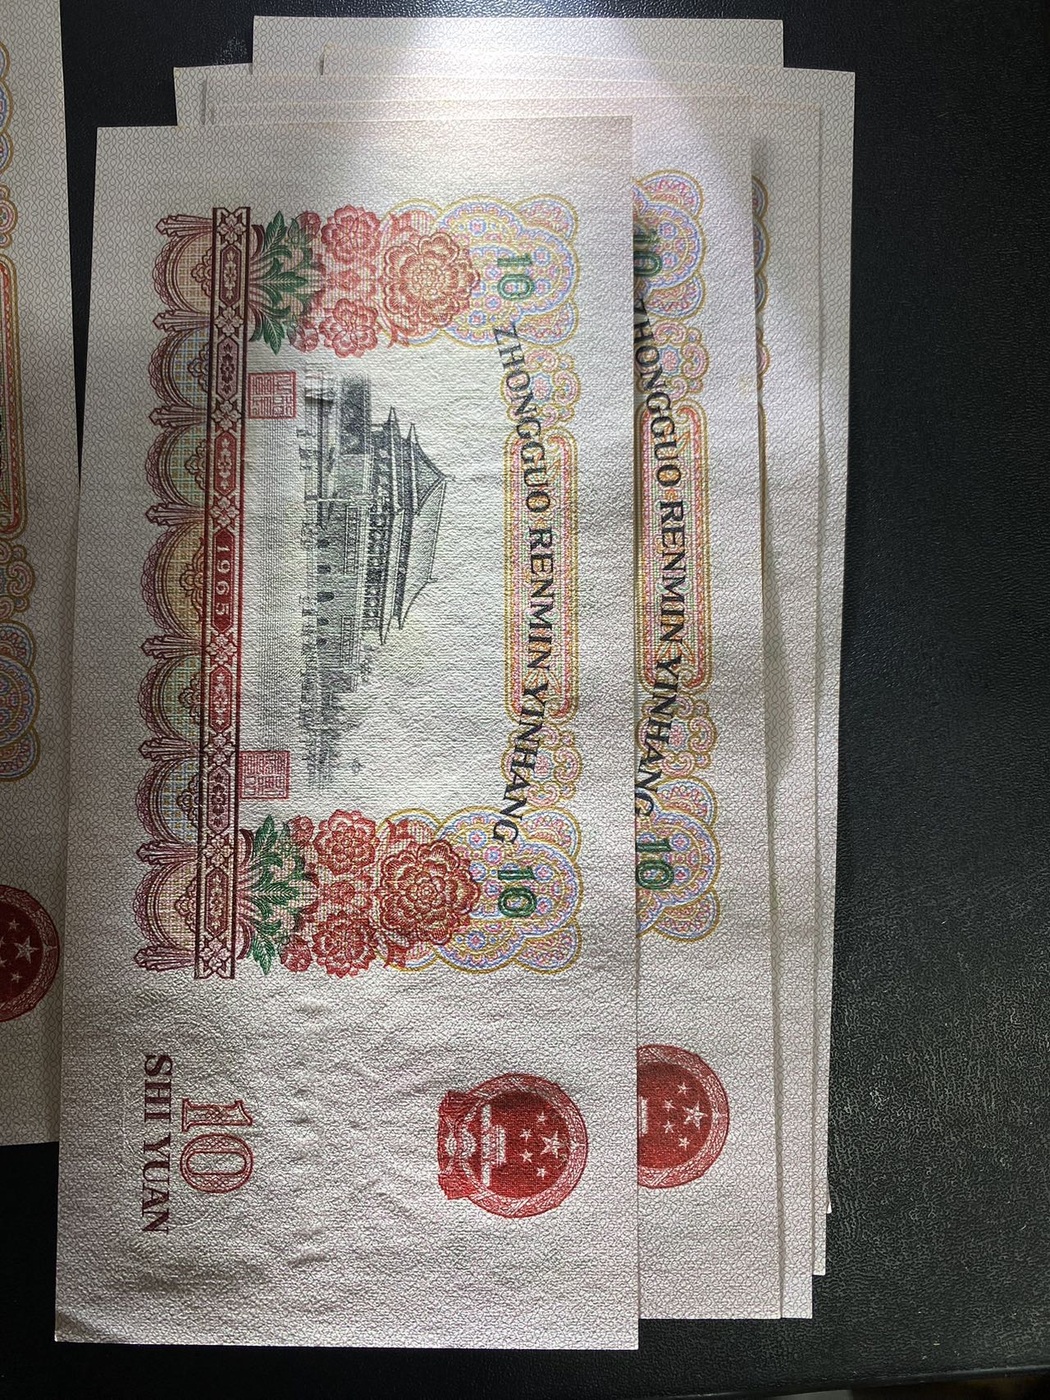 10 ZHONGGUO RENMIN YINHANG 10
1965
10
SHI YUAN
10 ZHONGGUO RENMIN YINHANG 10